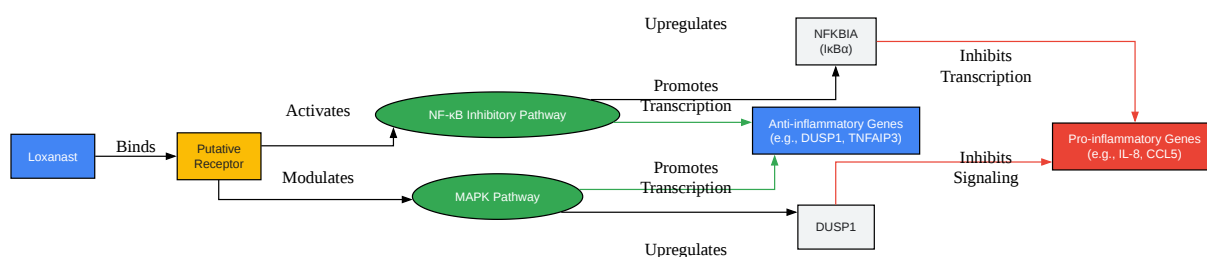 Upregulates
NFKBIA
(IκBα)
Inhibits
Transcription
Promotes
Transcription
Activates
NF-κB Inhibitory Pathway
Anti-inflammatory Genes
(e.g., DUSP1, TNFAIP3)
Pro-inflammatory Genes
(e.g., IL-8, CCL5)
Loxanast
Binds
Putative
Receptor
Inhibits
Signaling
Promotes
Transcription
Modulates
MAPK Pathway
DUSP1
Upregulates